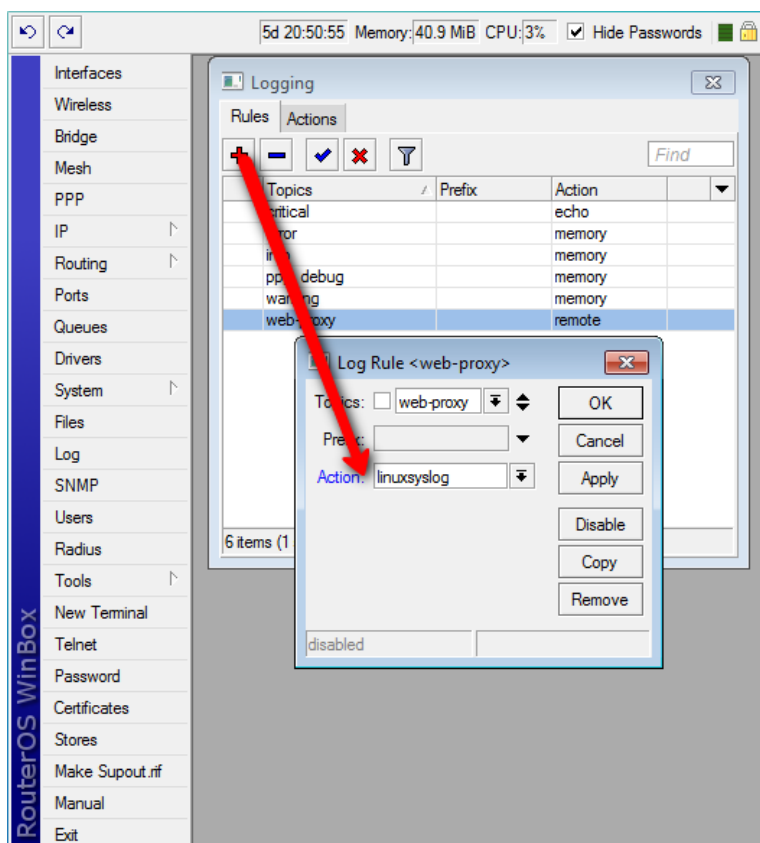 5d 20:50:55 Memory: 40.9 MiB CPU: 3% Hide Passwords
Interfaces
Wireless
Bridge
Mesh
PPP
IP
Routing
Ports
Queues
Drivers
System
Files
Log
SNMP
Users
Radius
Tools
New Terminal
Telnet
Password
Certificates
Stores
Make Supout.rif
Manual
Exit
RouterOS WinBox
Logging
Rules Actions
Find
Topics Prefix Action
critical echo
memory
memory
debug memory
memory
web-proxy remote
6 items (1
Log Rule <web-proxy>
Topics: web-proxy
Prefix:
Action: linuxsyslog
OK
Cancel
Apply
Disable
Copy
Remove
disabled